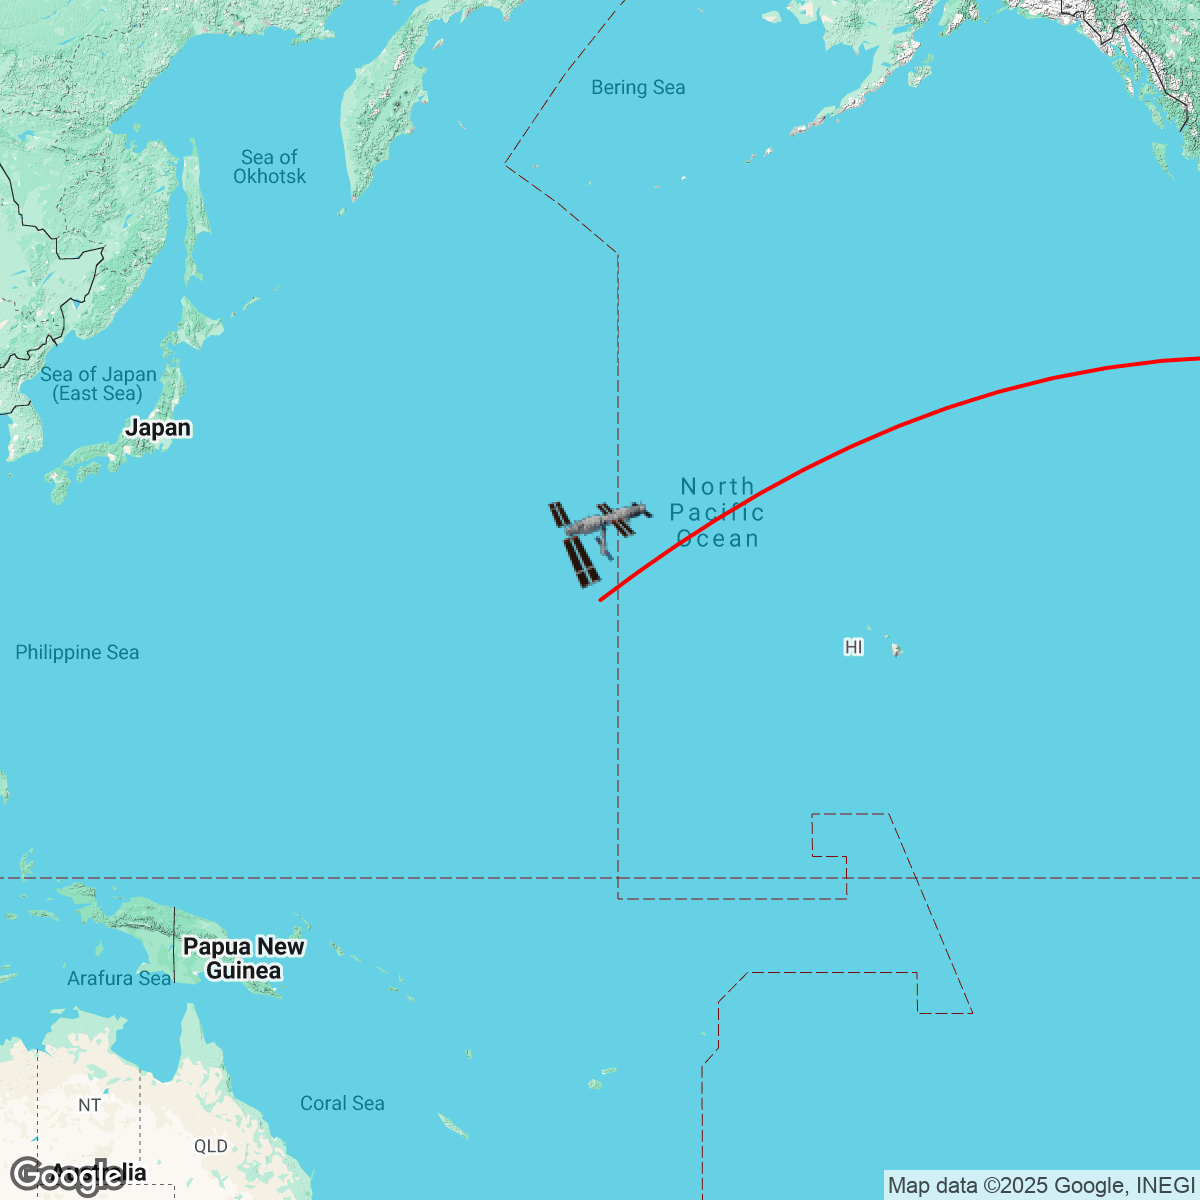 Bering Sea
Sea of
Okhotsk
Sea of Japan
(East Sea)
Japan
North
Pacific
Ocean
Philippine Sea
HI
Papua New
Guinea
Arafura Sea
Coral Sea
NT
QLD
Australia
Google
Map data ©2025 Google, INEGI